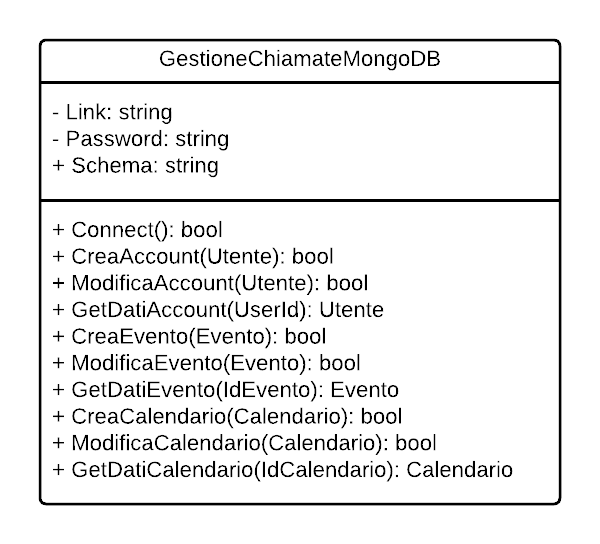 GestioneChiamateMongoDB
- Link: string
- Password: string
+ Schema: string
+ Connect(): bool
+ CreaAccount(Utente): bool
+ ModificaAccount(Utente): bool
+ GetDatiAccount(UserId): Utente
+ CreaEvento(Evento): bool
+ ModificaEvento(Evento): bool
+ GetDatiEvento(IdEvento): Evento
+ CreaCalendario(Calendario): bool
+ ModificaCalendario(Calendario): bool
+ GetDatiCalendario(IdCalendario): Calendario